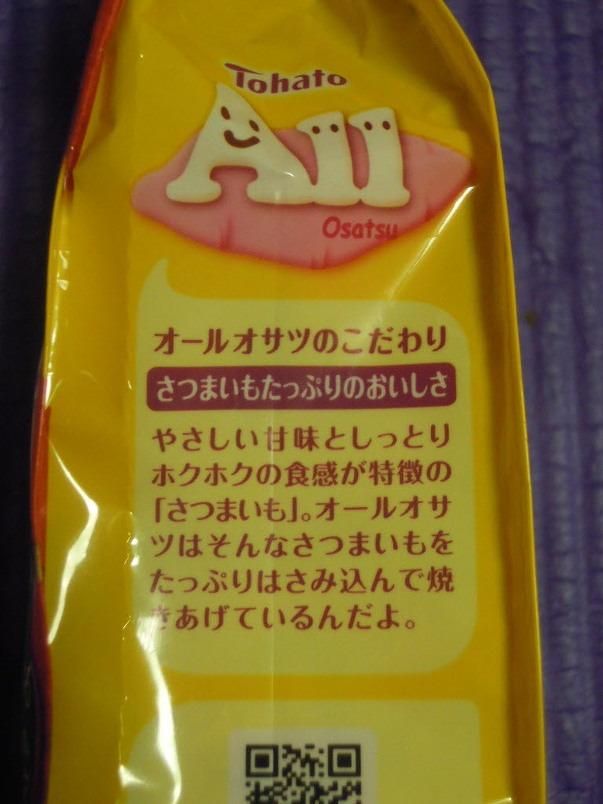 Tohato
All
Osatsu
オールオサツのこだわり
さつまいもたっぷりのおいしさ
やさしい甘味としっとり
ホクホクの食感が特徴の
「さつまいも」。オールオサ
ツはそんなさつまいもを
たっぷりはさみ込んで焼
きあげているんだよ。